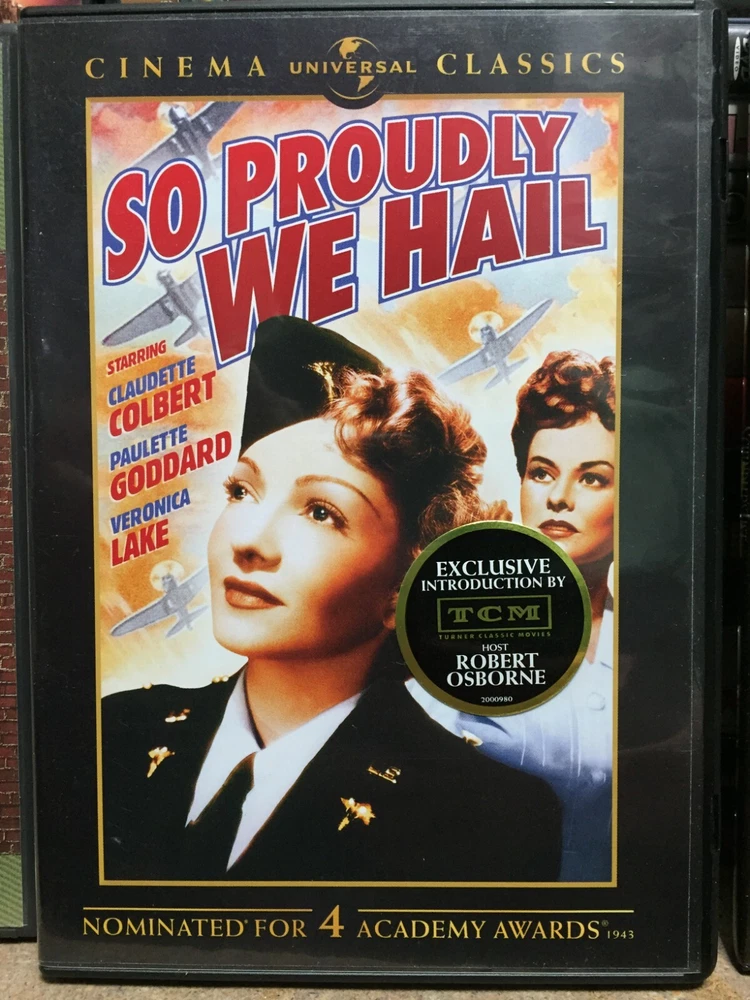 CINEMA UNIVERSAL CLASSICS
SO PROUDLY
WE HAIL
STARRING
CLAUDETTE
COLBERT
PAULETTE
GODDARD
VERONICA
LAKE
EXCLUSIVE
INTRODUCTION BY
TCM
TURNER CLASSIC MOVIES
HOST
ROBERT
OSBORNE
2000980
NOMINATED® FOR 4 ACADEMY AWARDS® 1943